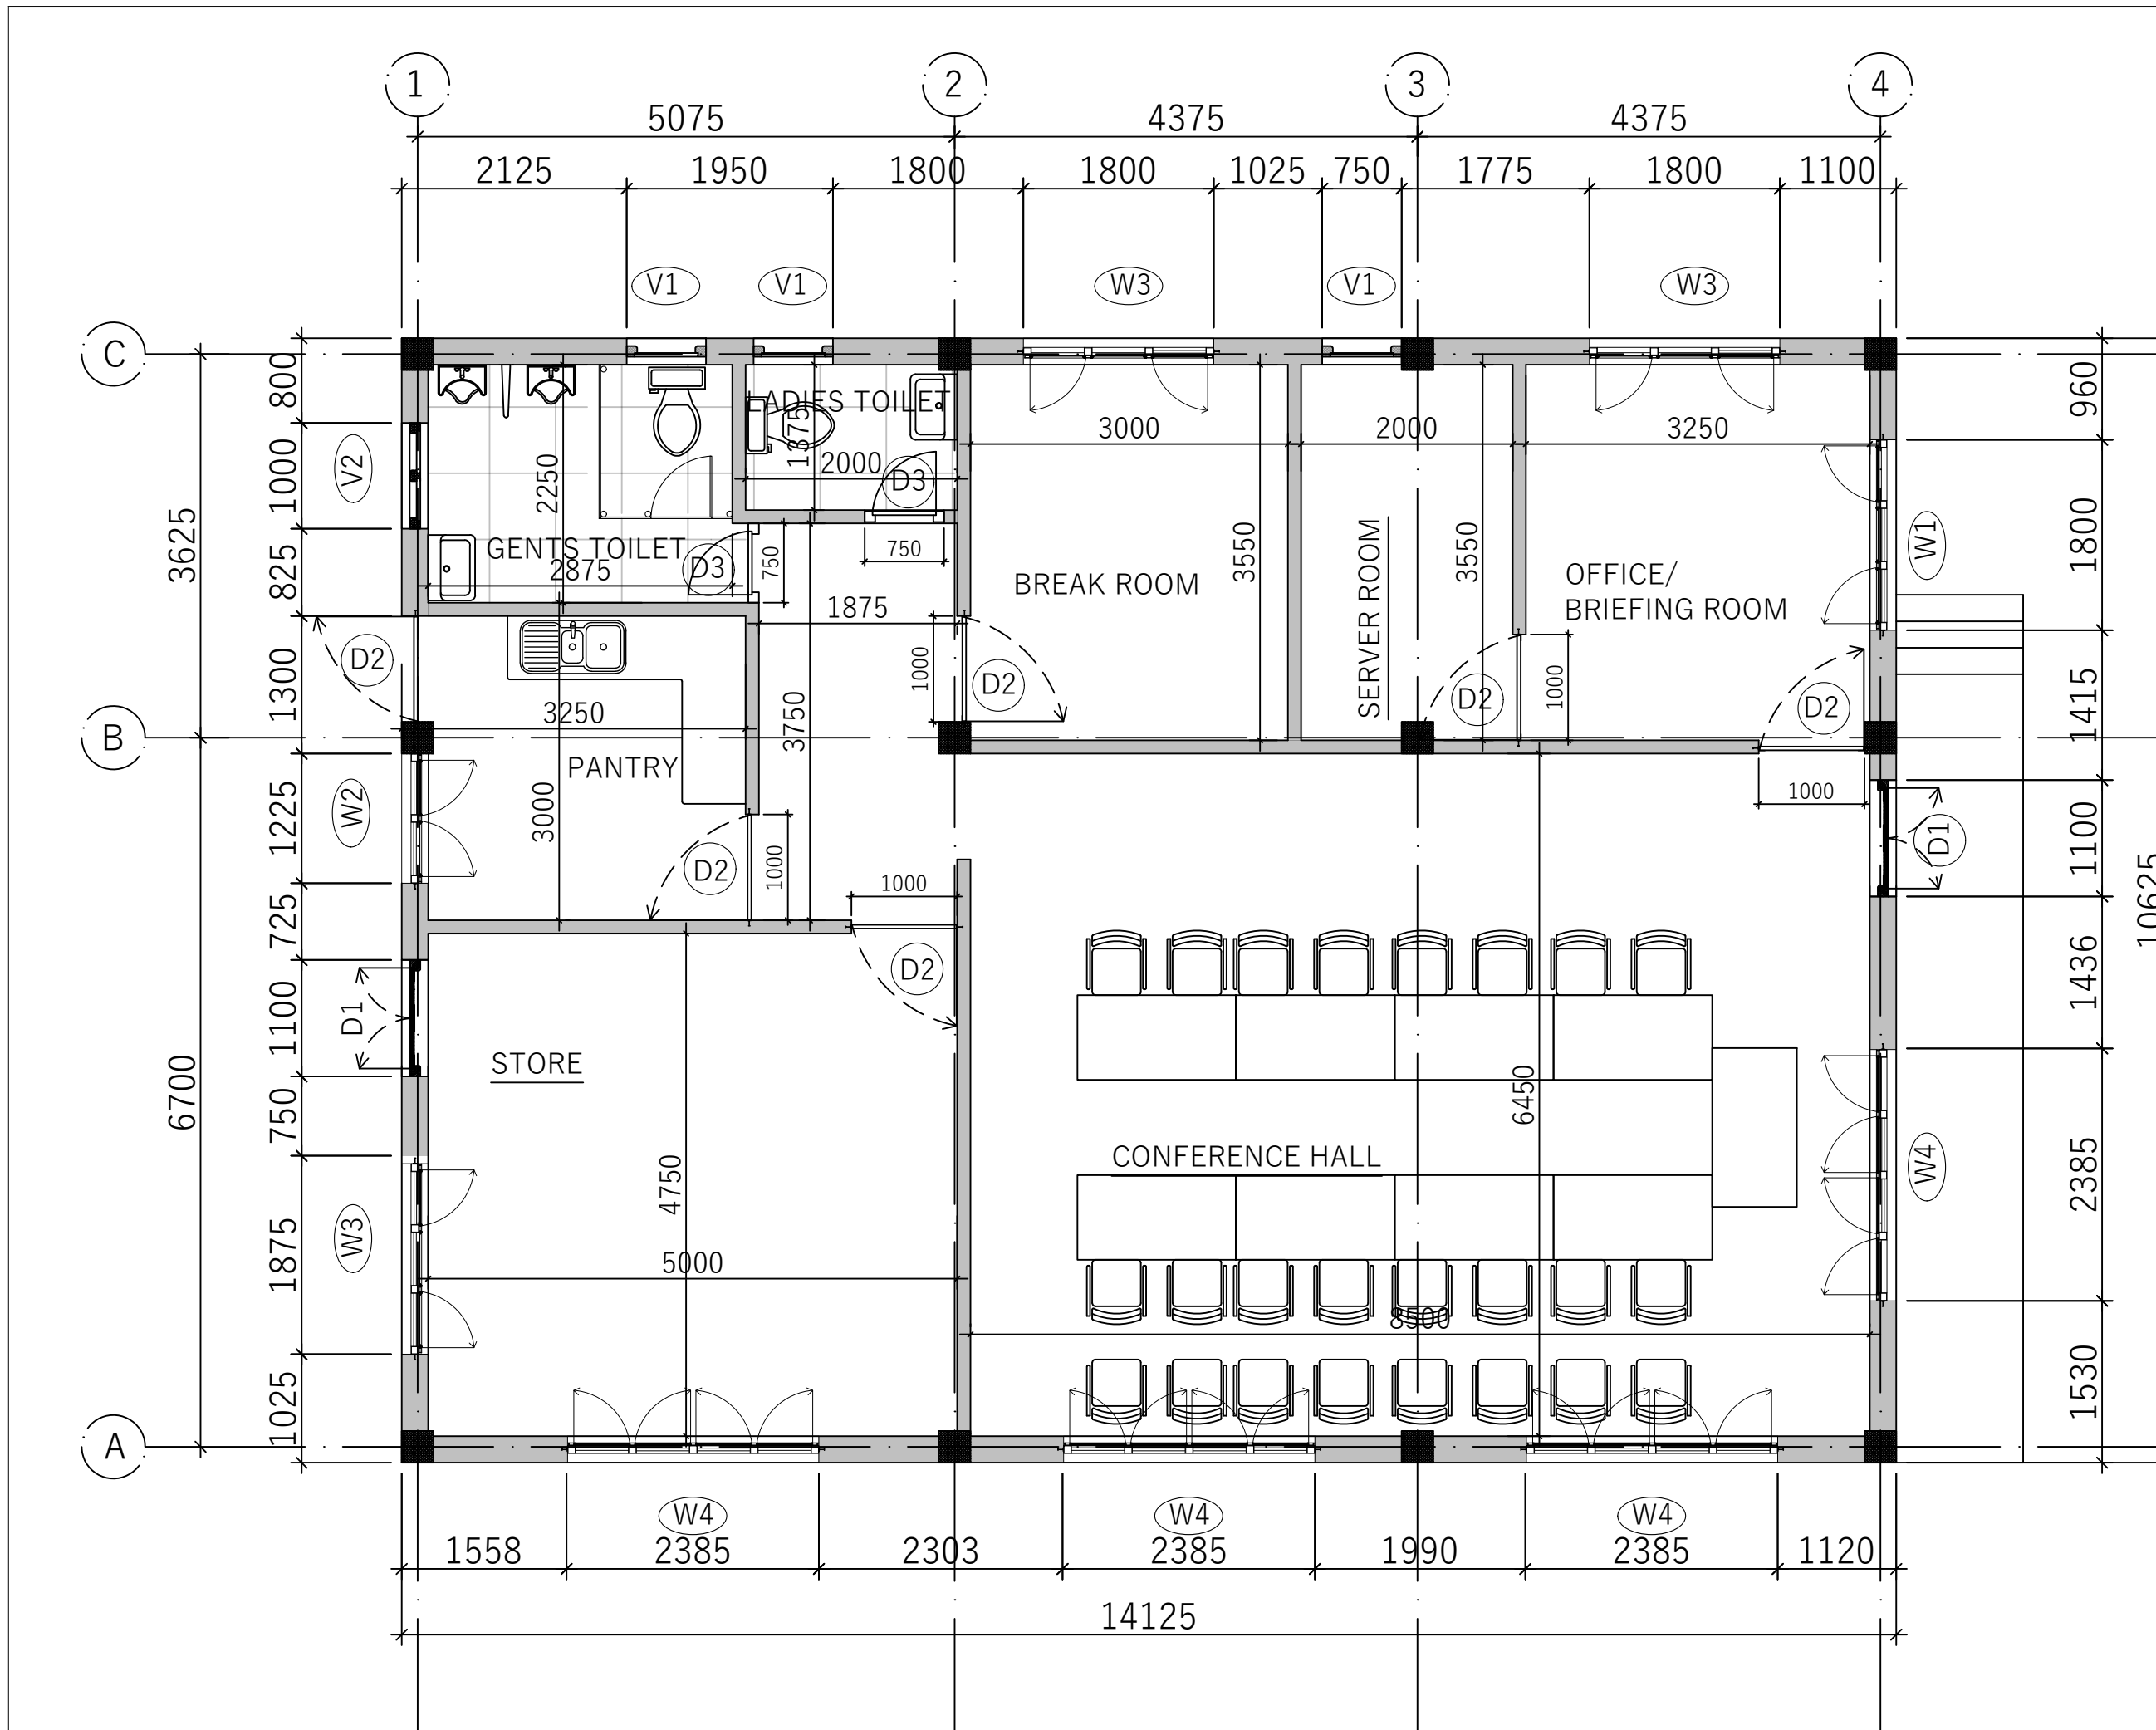 1 2 3 4
5075 4375 4375
2125 1950 1800 1800 1025 750 1775 1800 1100
V1 V1 W3 V1 W3
C
B
A
3625
6700
800
1000
825
1300
1225
725
1100
750
1875
1025
V2
D2
W2
D1
W3
LADIES TOILET
1375
2000
D3
750
2250
GENTS TOILET
2875
D3
750
1875
BREAK ROOM
3000
3550
1000
D2
SERVER ROOM
2000
3550
D2
1000
OFFICE/
BRIEFING ROOM
3250
D2
1000
3250
PANTRY
3000
3750
D2
1000
1000
D2
STORE
4750
5000
CONFERENCE HALL
6450
8500
W1
D1
W4
960
1800
1415
1100
1436
2385
1530
10625
W4 W4 W4
1558 2385 2303 2385 1990 2385 1120
14125